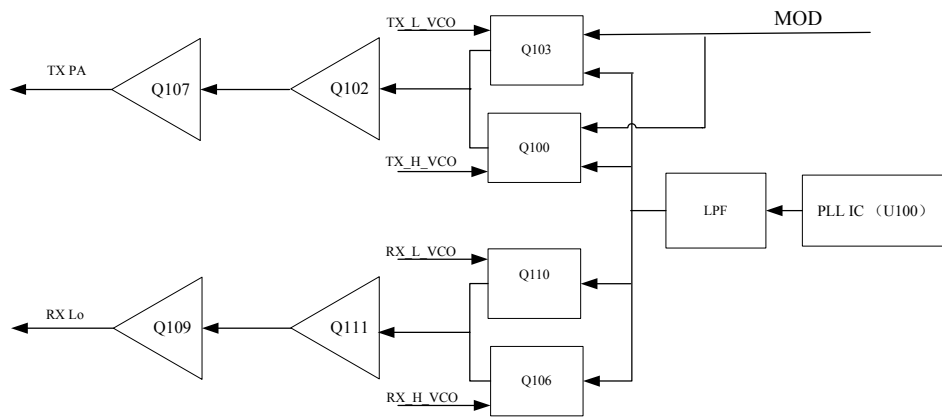 TX_L_VCO
MOD
Q103
TX PA
Q107
Q102
Q100
TX_H_VCO
LPF
PLL IC （U100）
RX_L_VCO
Q110
RX Lo
Q109
Q111
Q106
RX_H_VCO